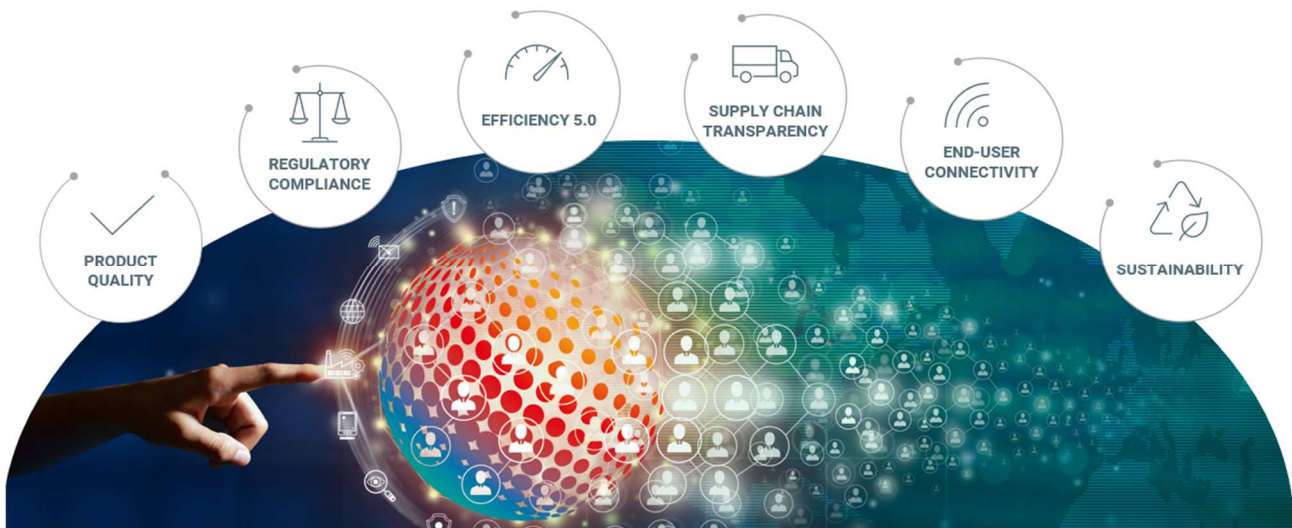 PRODUCT
QUALITY
REGULATORY
COMPLIANCE
EFFICIENCY 5.0
SUPPLY CHAIN
TRANSPARENCY
END-USER
CONNECTIVITY
SUSTAINABILITY